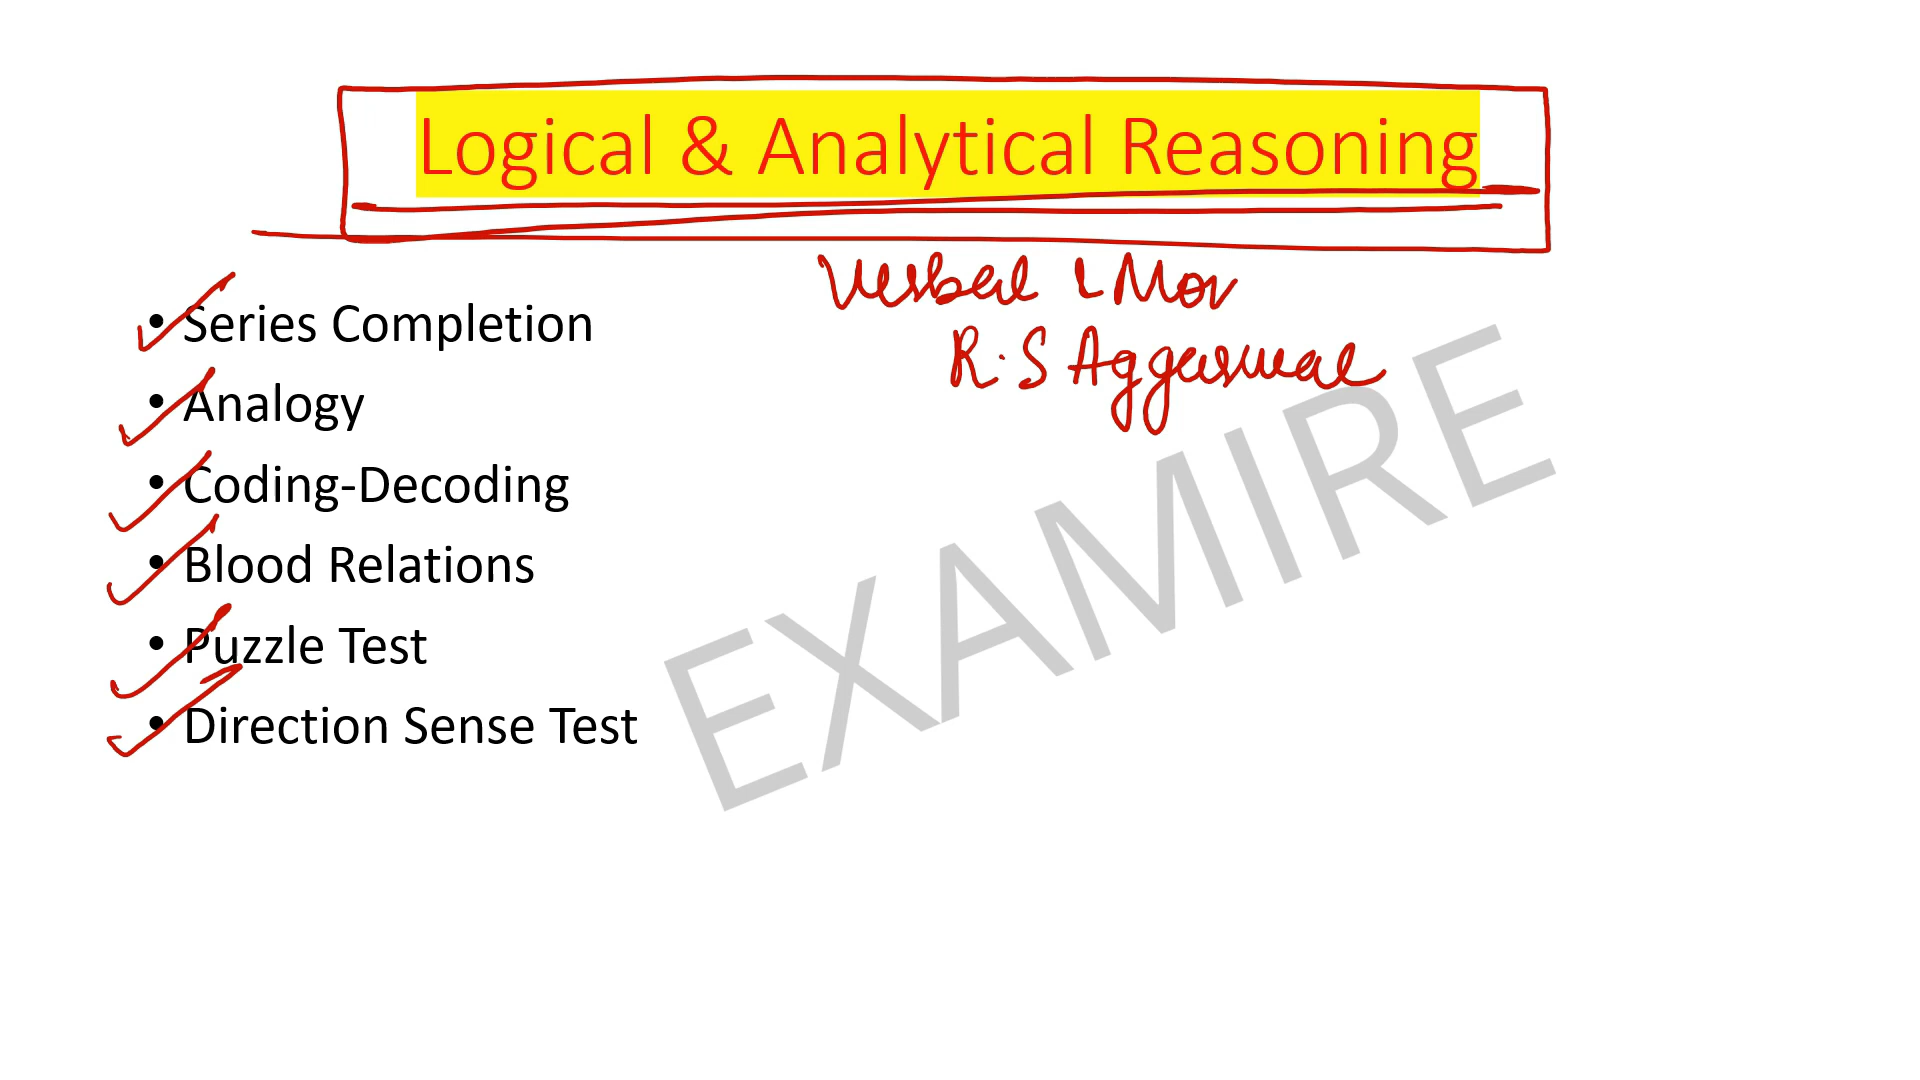 Logical & Analytical Reasoning
Verbal & Non
R.S Aggarwal
• Series Completion
• Analogy
• Coding-Decoding
• Blood Relations
• Puzzle Test
• Direction Sense Test
EXAMIRE